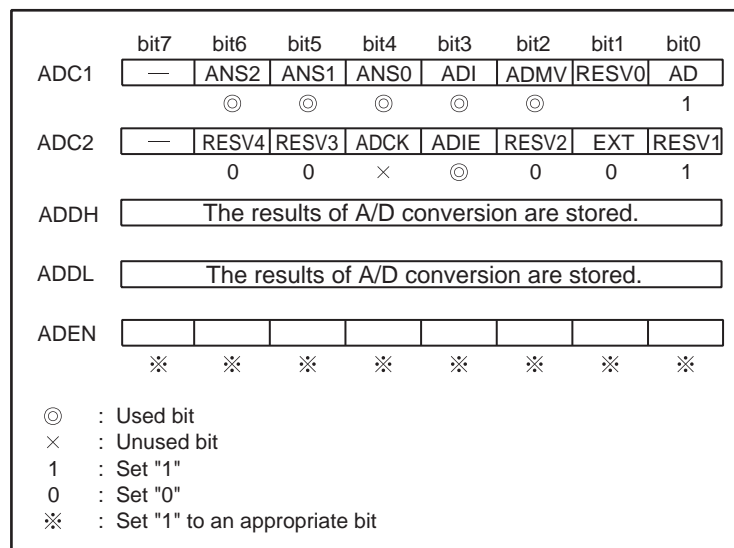 bit7 bit6 bit5 bit4 bit3 bit2 bit1 bit0
ADC1 — ANS2 ANS1 ANS0 ADI ADMV RESV0 AD
◎ ◎ ◎ ◎ ◎ 1
ADC2 — RESV4 RESV3 ADCK ADIE RESV2 EXT RESV1
0 0 × ◎ 0 0 1
ADDH The results of A/D conversion are stored.
ADDL The results of A/D conversion are stored.
ADEN
※ ※ ※ ※ ※ ※ ※ ※
◎ : Used bit
× : Unused bit
1 : Set "1"
0 : Set "0"
※ : Set "1" to an appropriate bit